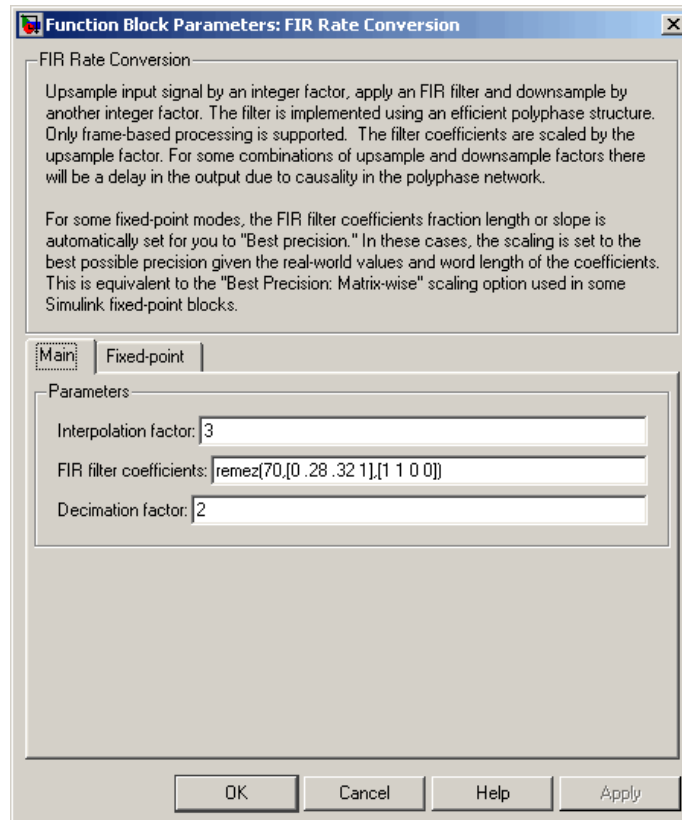 Function Block Parameters: FIR Rate Conversion
FIR Rate Conversion
Upsample input signal by an integer factor, apply an FIR filter and downsample by
another integer factor. The filter is implemented using an efficient polyphase structure.
Only frame-based processing is supported. The filter coefficients are scaled by the
upsample factor. For some combinations of upsample and downsample factors there
will be a delay in the output due to causality in the polyphase network.
For some fixed-point modes, the FIR filter coefficients fraction length or slope is
automatically set for you to "Best precision." In these cases, the scaling is set to the
best possible precision given the real-world values and word length of the coefficients.
This is equivalent to the "Best Precision: Matrix-wise" scaling option used in some
Simulink fixed-point blocks.
Main Fixed-point
Parameters
Interpolation factor: 3
FIR filter coefficients: remez(70,[0 .28 .32 1],[1 1 0 0])
Decimation factor: 2
OK Cancel Help Apply